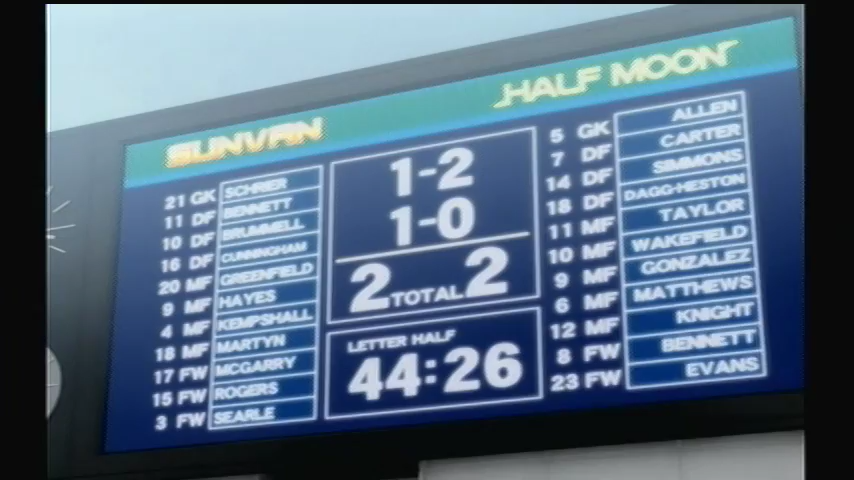 SUNVAN
HALF MOON
21 GK SCHRIER
11 DF BENNETT
10 DF BRUMMELL
16 DF CUNNINGHAM
20 MF GREENFIELD
9 MF HAYES
4 MF KEMPSHALL
18 MF MARTYN
17 FW MCGARRY
15 FW ROGERS
3 FW SEARLE
1-2
1-0
2 TOTAL 2
LETTER HALF
44:26
5 GK ALLEN
7 DF CARTER
14 DF SIMMONS
18 DF DAGG-HESTON
11 MF TAYLOR
10 MF WAKEFIELD
9 MF GONZALEZ
6 MF MATTHEWS
12 MF KNIGHT
8 FW BENNETT
23 FW EVANS